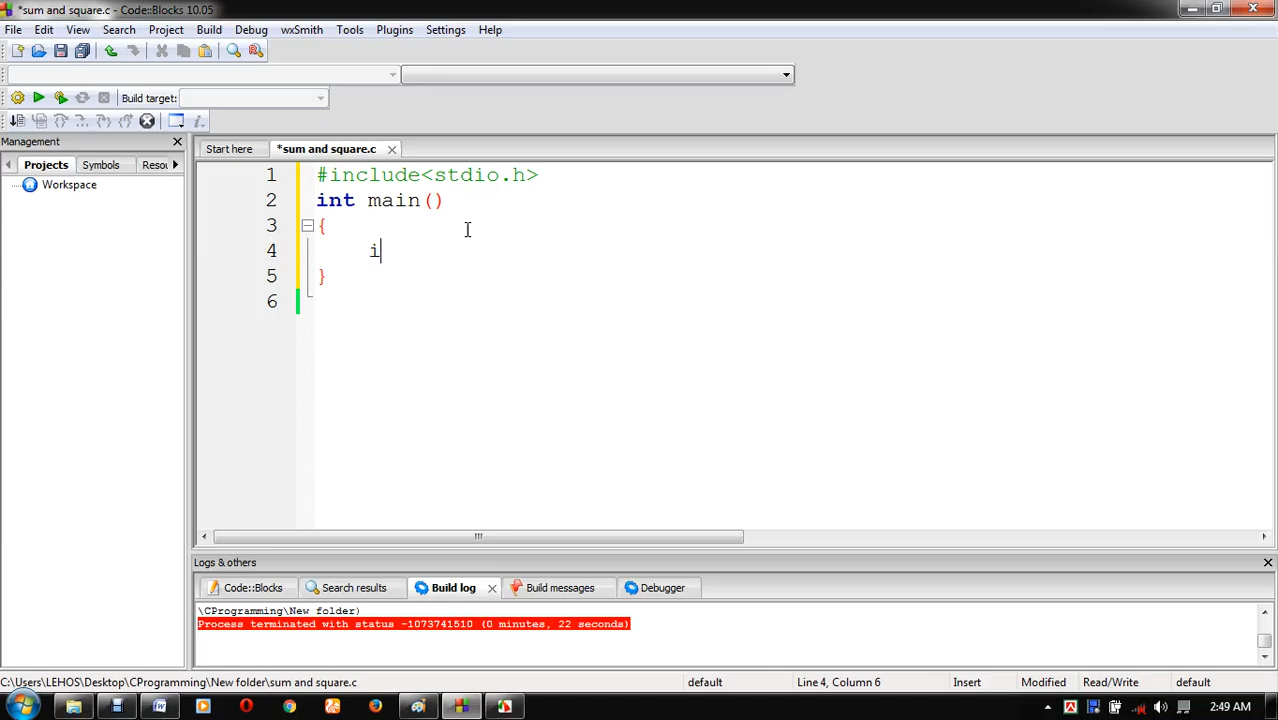 *sum and square.c - Code::Blocks 10.05
File Edit View Search Project Build Debug wxSmith Tools Plugins Settings Help
Build target:
Management
Start here *sum and square.c
Projects Symbols Resou
Workspace
1 #include<stdio.h>
2 int main()
3 {
4 i
5 }
6
Logs & others
Code::Blocks Search results Build log Build messages Debugger
\CProgramming\New folder)
Process terminated with status -1073741510 (0 minutes, 22 seconds)
C:\Users\LEHOS\Desktop\CProgramming\New folder\sum and square.c default Line 4, Column 6 Insert Modified Read/Write default
2:49 AM